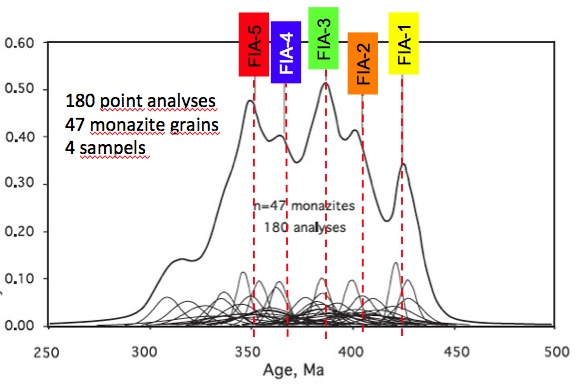 FIA-5
FIA-4
FIA-3
FIA-2
FIA-1
0.60
0.50
0.40
0.30
0.20
0.10
0.00
180 point analyses
47 monazite grains
4 sampels
n=47 monazites
180 analyses
250
300
350
400
450
500
Age, Ma